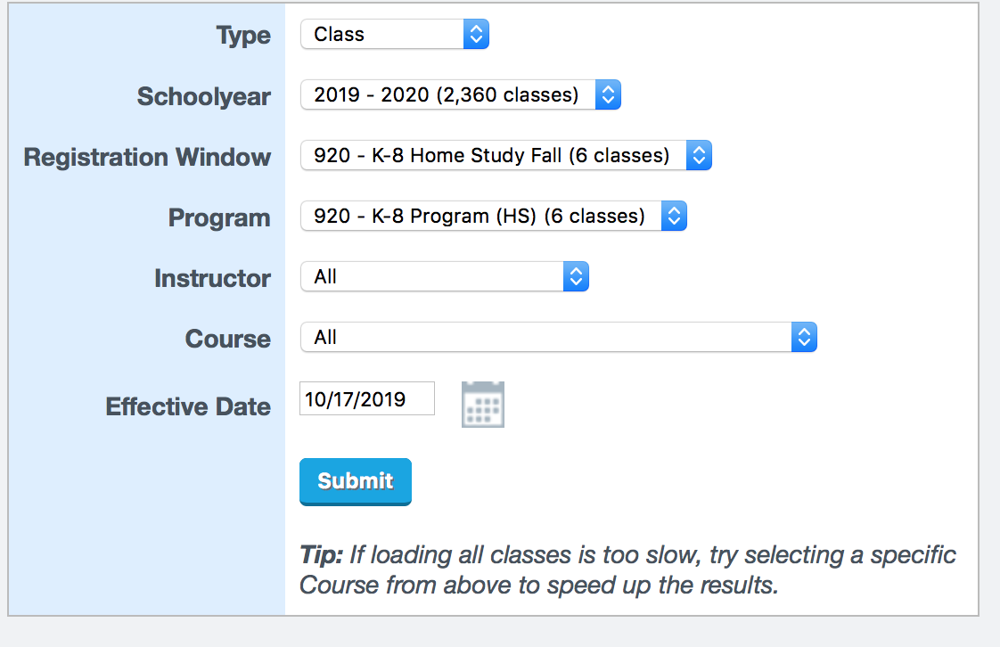 Type Class
Schoolyear 2019 - 2020 (2,360 classes)
Registration Window 920 - K-8 Home Study Fall (6 classes)
Program 920 - K-8 Program (HS) (6 classes)
Instructor All
Course All
Effective Date 10/17/2019
Submit
Tip: If loading all classes is too slow, try selecting a specific
Course from above to speed up the results.